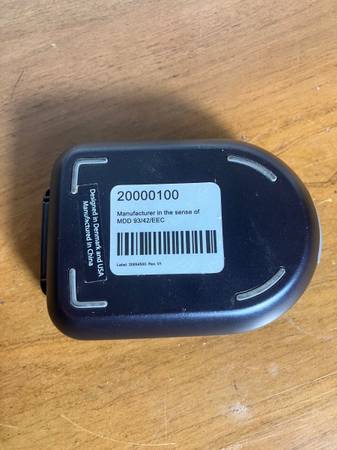 20000100
Manufacturer in the sense of
MDD 93/42/EEC
Designed in Denmark and USA
Manufactured in China